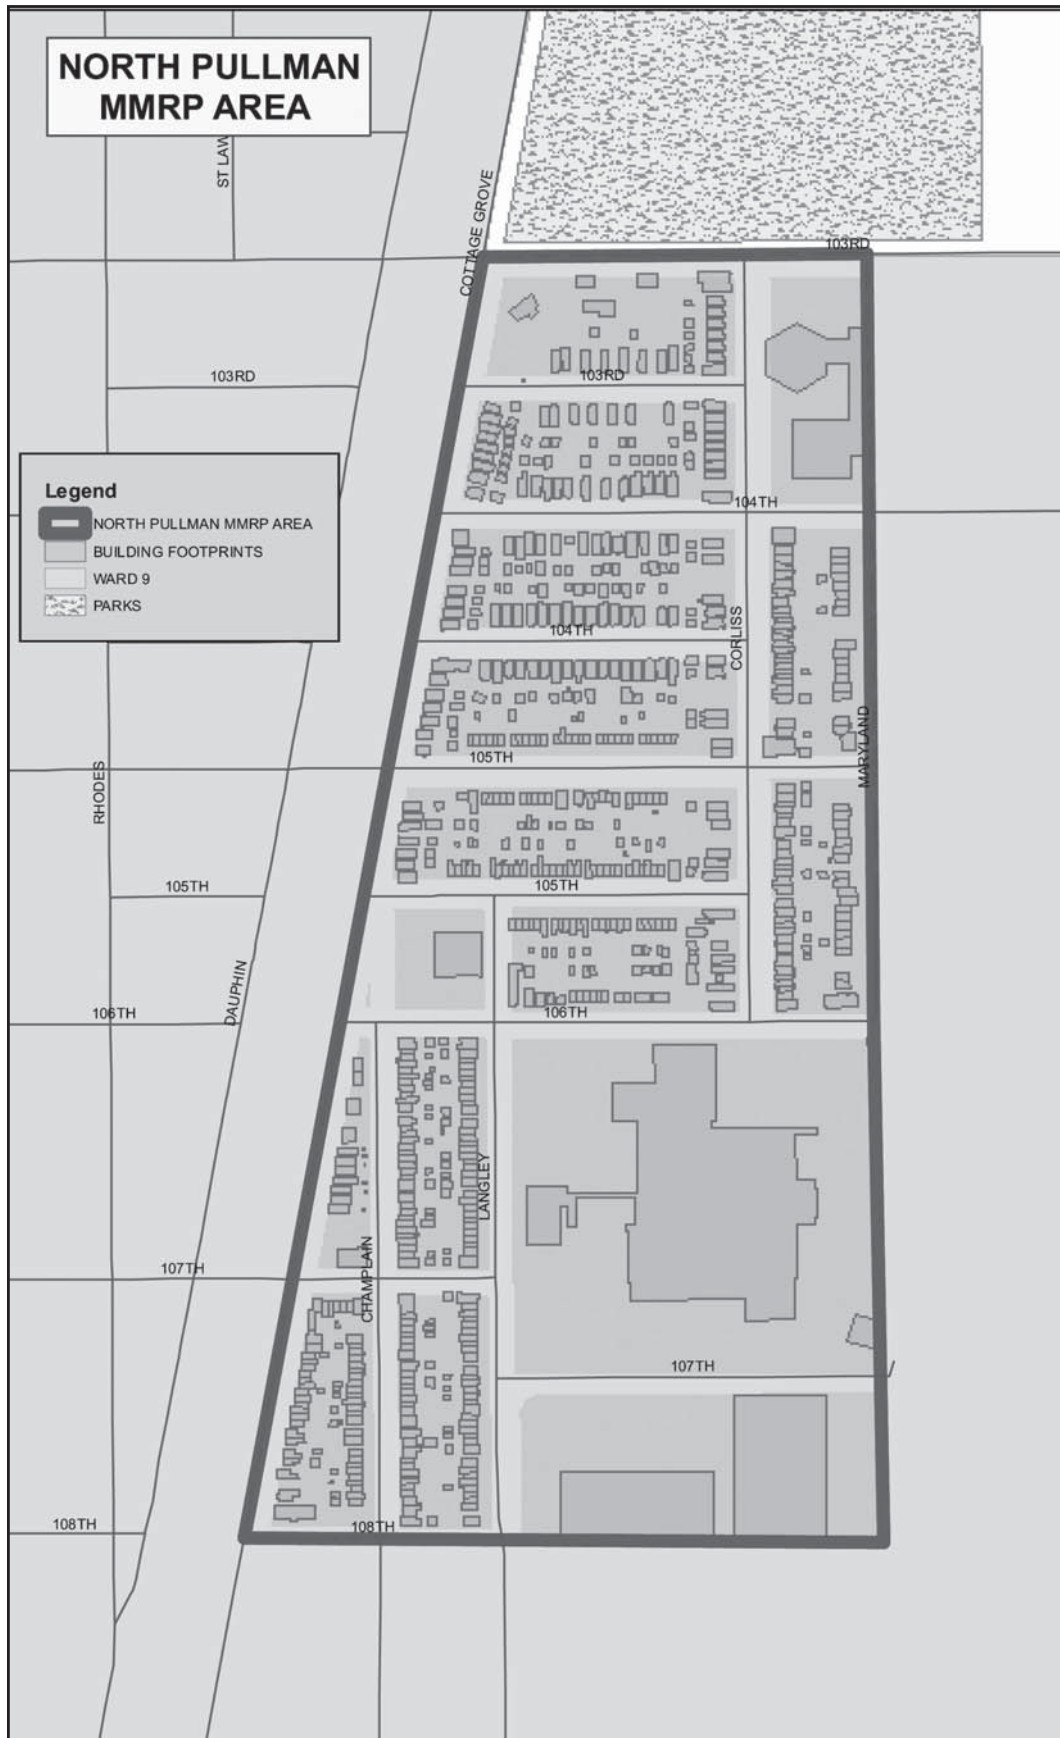 NORTH PULLMAN
MMRP AREA
ST LAW
COTTAGE GROVE
103RD
103RD
103RD
Legend
NORTH PULLMAN MMRP AREA
BUILDING FOOTPRINTS
WARD 9
PARKS
104TH
104TH
CORLISS
MARYLAND
105TH
RHODES
105TH
105TH
DAUPHIN
106TH
106TH
LANGLEY
CHAMPLAIN
107TH
107TH
108TH
108TH